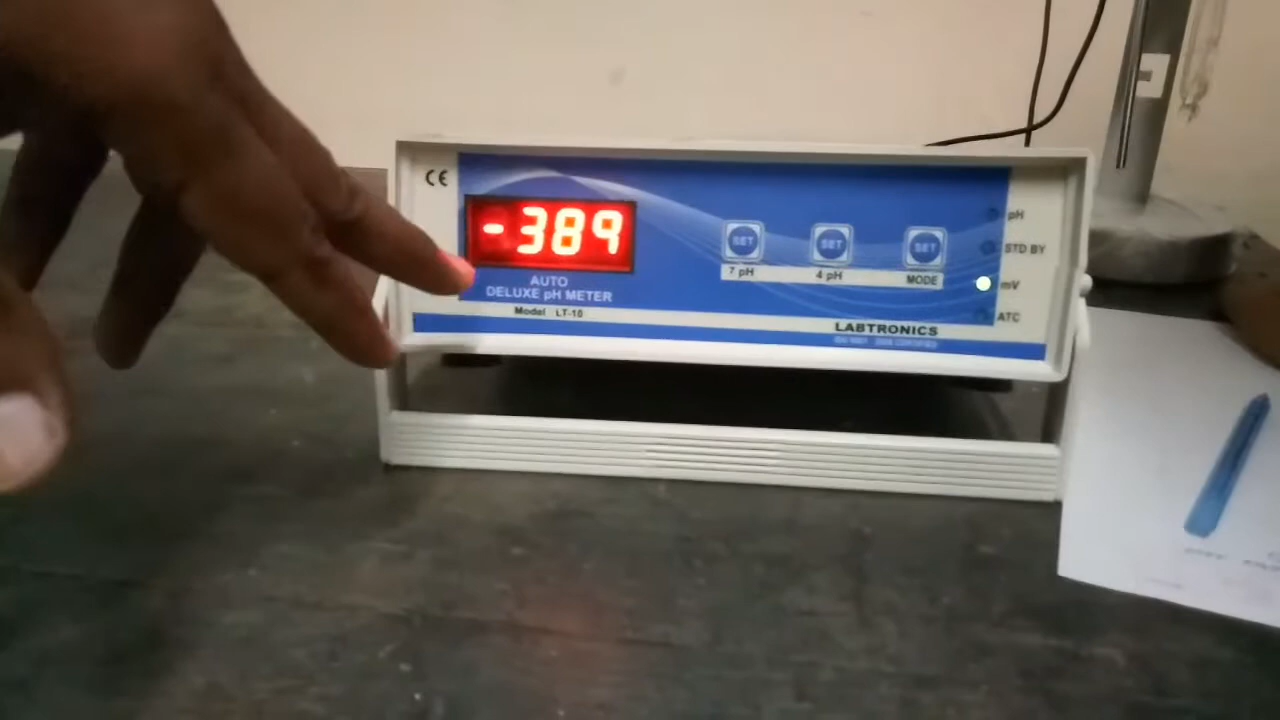 CE
-389
AUTO
DELUXE pH METER
Model LT-10
SET
7 pH
SET
4 pH
SET
MODE
pH
STD BY
mV
ATC
LABTRONICS